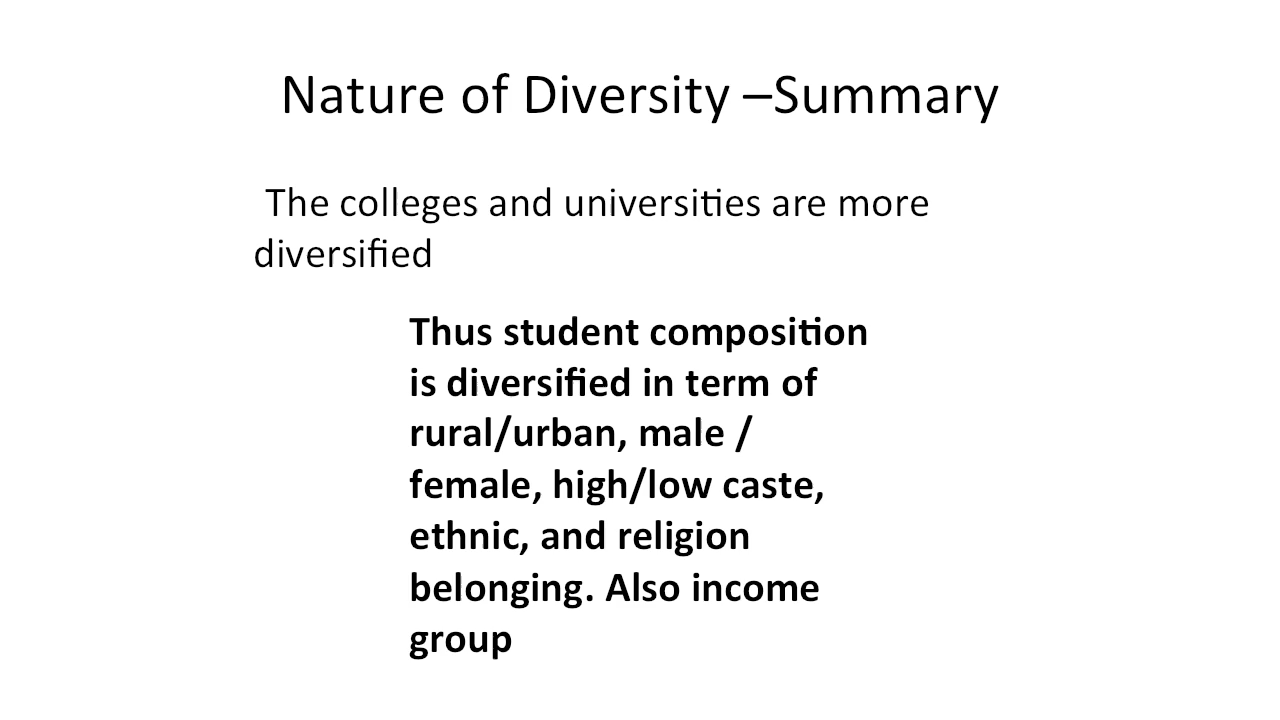 Nature of Diversity –Summary
The colleges and universities are more
diversified
Thus student composition
is diversified in term of
rural/urban, male /
female, high/low caste,
ethnic, and religion
belonging. Also income
group